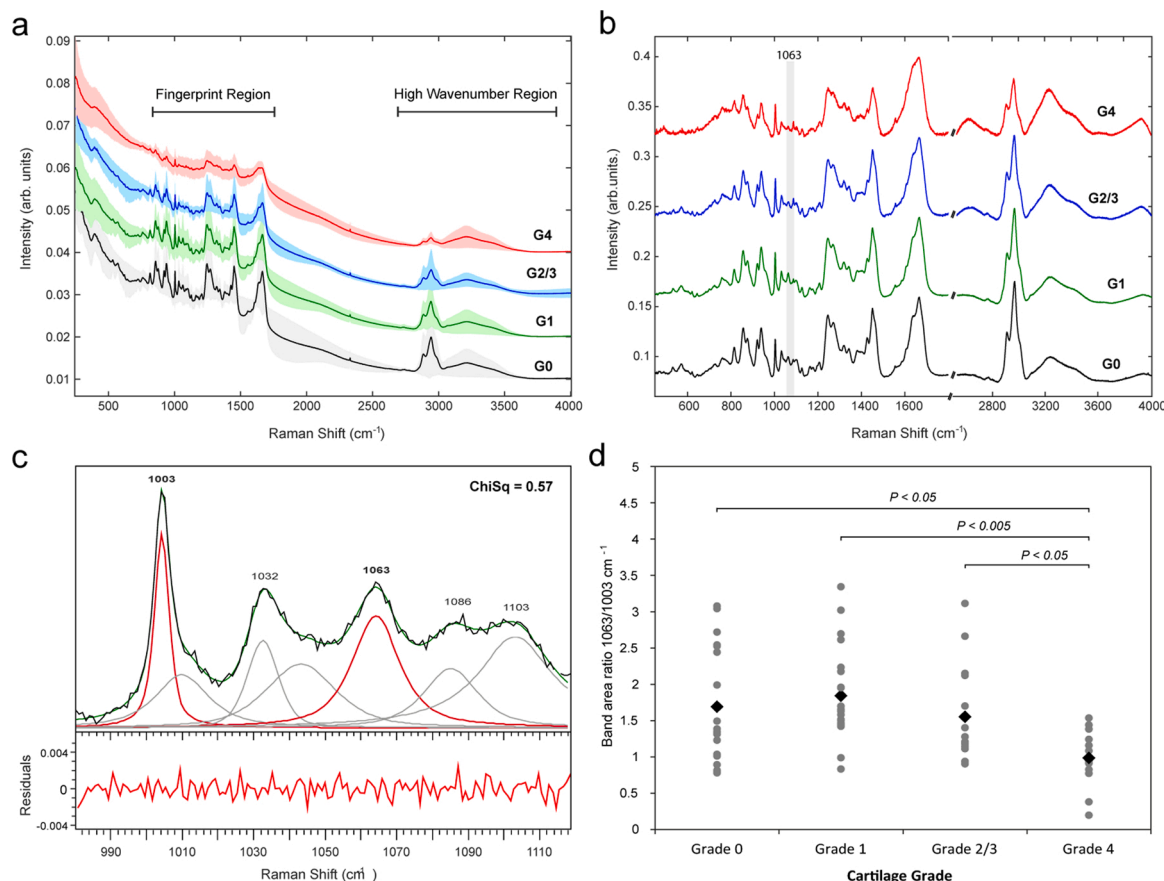 a
0.09
0.08
0.07
0.06
0.05
0.04
0.03
0.02
0.01
Intensity (arb.units)
Fingerprint Region
High Wavenumber Region
G4
G2/3
G1
G0
500
1000
1500
2000
2500
3000
3500
4000
Raman Shift (cm-1)
b
0.35
0.3
0.25
0.2
0.15
0.1
Intensity (arb.units.)
1063
G4
G2/3
G1
G0
600
800
1000
1200
1400
1600
2800
3200
3600
4000
Raman Shift (cm-1)
c
1003
ChiSq = 0.57
1032
1063
1086
1103
0.004
0
-0.004
Residuals
990
1010
1030
1050
1070
1090
1110
Raman Shift (cm-1)
d
5
4.5
4
3.5
3
2.5
2
1.5
1
0.5
0
Band area ratio 1063/1003 cm -1
P < 0.05
P < 0.005
P < 0.05
Grade 0
Grade 1
Grade 2/3
Grade 4
Cartilage Grade